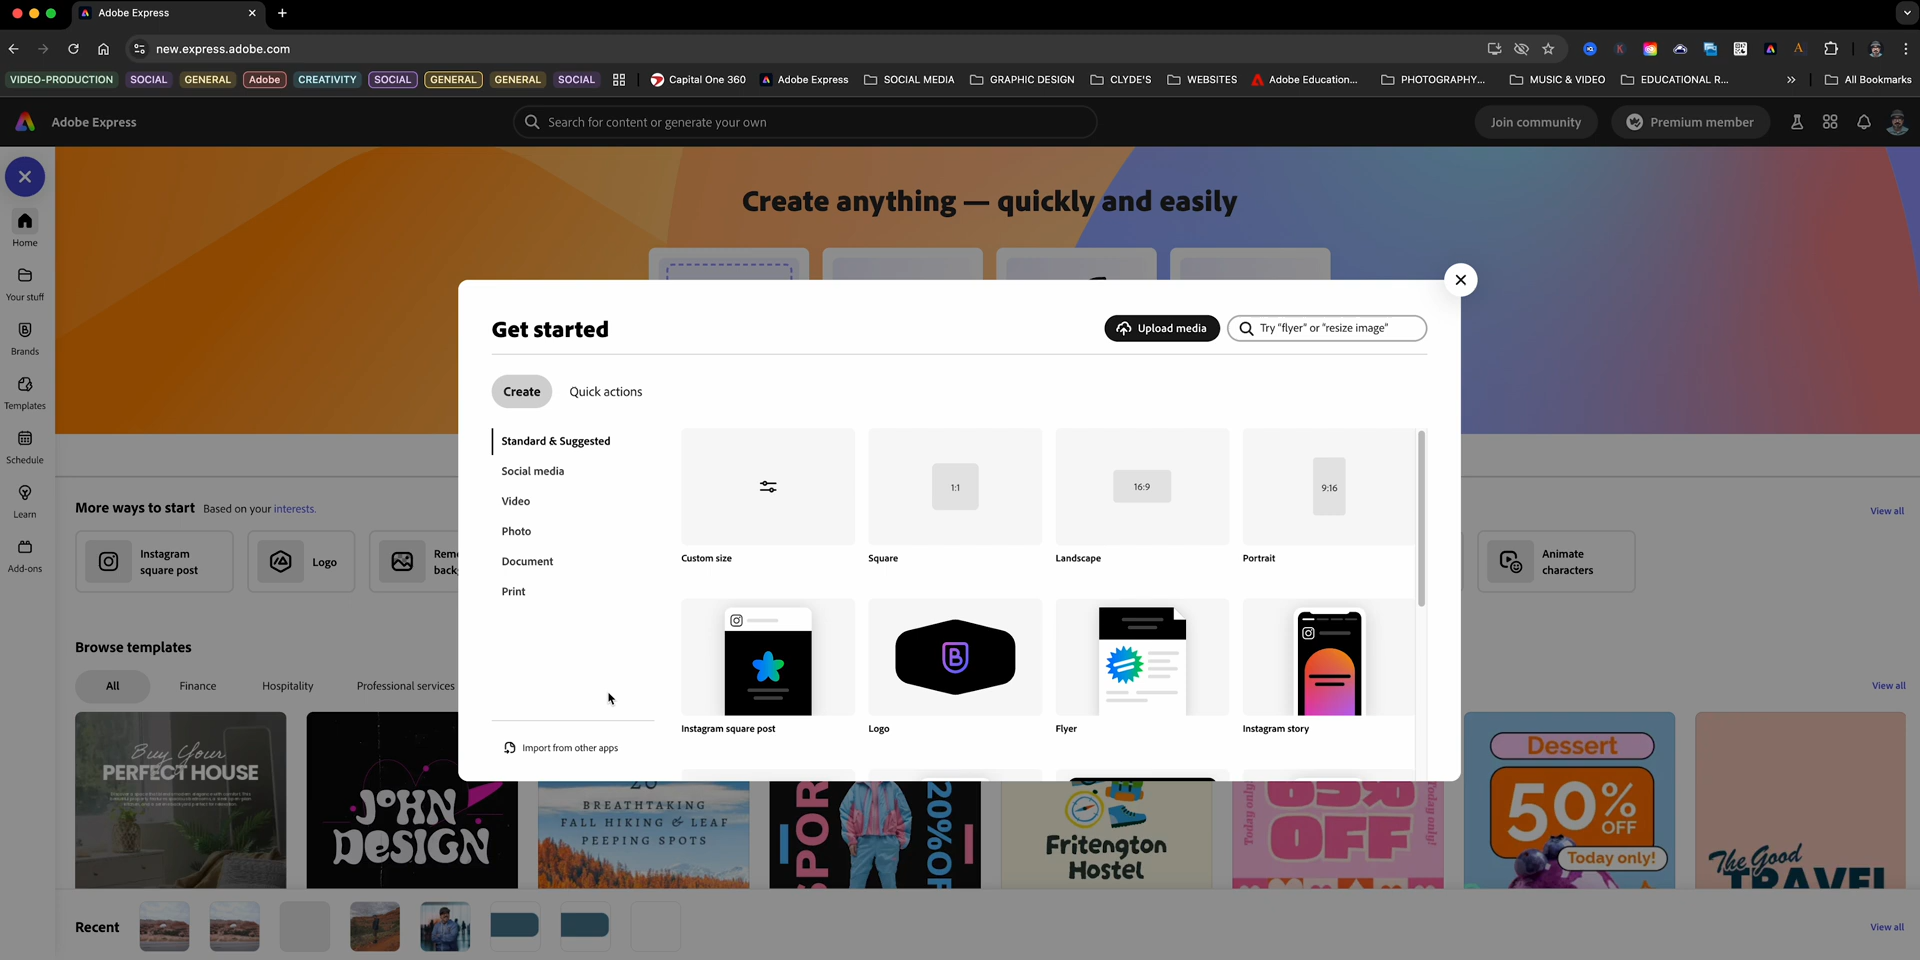 Adobe Express
new.express.adobe.com
VIDEO-PRODUCTION SOCIAL GENERAL Adobe CREATIVITY SOCIAL GENERAL GENERAL SOCIAL Capital One 360 Adobe Express SOCIAL MEDIA GRAPHIC DESIGN CLYDE'S WEBSITES Adobe Education... PHOTOGRAPHY... MUSIC & VIDEO EDUCATIONAL R... All Bookmarks
Adobe Express
Search for content or generate your own
Join community
Premium member
Home
Your stuff
Brands
Templates
Schedule
Learn
Add-ons
Create anything — quickly and easily
Get started
Upload media
Try "flyer" or "resize image"
Create
Quick actions
Standard & Suggested
Social media
Video
Photo
Document
Print
Import from other apps
1:1
16:9
9:16
Custom size
Square
Landscape
Portrait
B
Instagram square post
Logo
Flyer
Instagram story
More ways to start
Based on your interests.
View all
Instagram
square post
Logo
Animate
characters
Browse templates
All
Finance
Hospitality
Professional services
View all
Buy Your
PERFECT HOUSE
JOHN
DESIGN
20
BREATHTAKING
FALL HIKING & LEAF
PEEPING SPOTS
20%OF
Fritengton
Hostel
Today only!
OFF
Today only!
Dessert
50%
OFF
Today only!
The Good
TRAVEL
Recent
View all